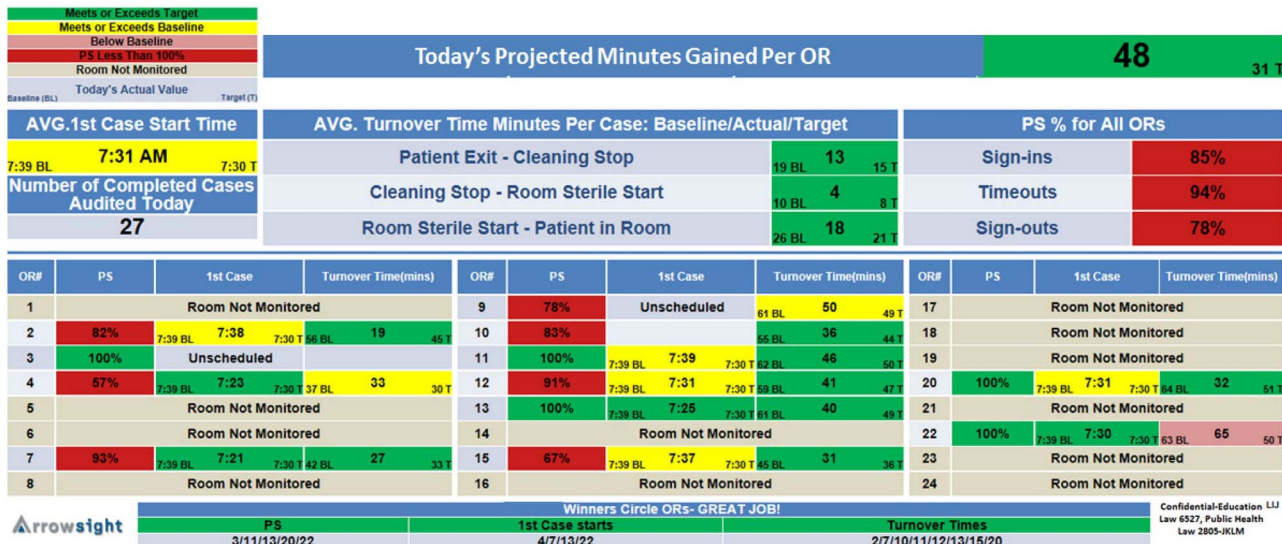 Meets or Exceeds Target
Meets or Exceeds Baseline
Below Baseline
PS Less Than 100%
Room Not Monitored
Today's Actual Value
Baseline (BL) Target (T)
Today's Projected Minutes Gained Per OR 48 31 T
AVG.1st Case Start Time
7:39 BL 7:31 AM 7:30 T
Number of Completed Cases
Audited Today
27
AVG. Turnover Time Minutes Per Case: Baseline/Actual/Target
Patient Exit - Cleaning Stop 19 BL 13 15 T
Cleaning Stop - Room Sterile Start 10 BL 4 8 T
Room Sterile Start - Patient in Room 26 BL 18 21 T
PS % for All ORs
Sign-ins 85%
Timeouts 94%
Sign-outs 78%
OR# PS 1st Case Turnover Time(mins)
1 Room Not Monitored
2 82% 7:39 BL 7:38 7:30 T 56 BL 19 45 T
3 100% Unscheduled
4 57% 7:39 BL 7:23 7:30 T 37 BL 33 30 T
5 Room Not Monitored
6 Room Not Monitored
7 93% 7:39 BL 7:21 7:30 T 42 BL 27 33 T
8 Room Not Monitored
OR# PS 1st Case Turnover Time(mins)
9 78% Unscheduled 61 BL 50 49 T
10 83% 55 BL 36 44 T
11 100% 7:39 BL 7:39 7:30 T 62 BL 46 50 T
12 91% 7:39 BL 7:31 7:30 T 59 BL 41 47 T
13 100% 7:39 BL 7:25 7:30 T 61 BL 40 49 T
14 Room Not Monitored
15 67% 7:39 BL 7:37 7:30 T 45 BL 31 36 T
16 Room Not Monitored
OR# PS 1st Case Turnover Time(mins)
17 Room Not Monitored
18 Room Not Monitored
19 Room Not Monitored
20 100% 7:39 BL 7:31 7:30 T 64 BL 32 51 T
21 Room Not Monitored
22 100% 7:39 BL 7:30 7:30 T 63 BL 65 50 T
23 Room Not Monitored
24 Room Not Monitored
Arrowsight
Winners Circle ORs- GREAT JOB!
PS 1st Case starts Turnover Times
3/11/13/20/22 4/7/13/22 2/7/10/11/12/13/15/20
Confidential-Education LIJ
Law 6527, Public Health
Law 2805-JKLM